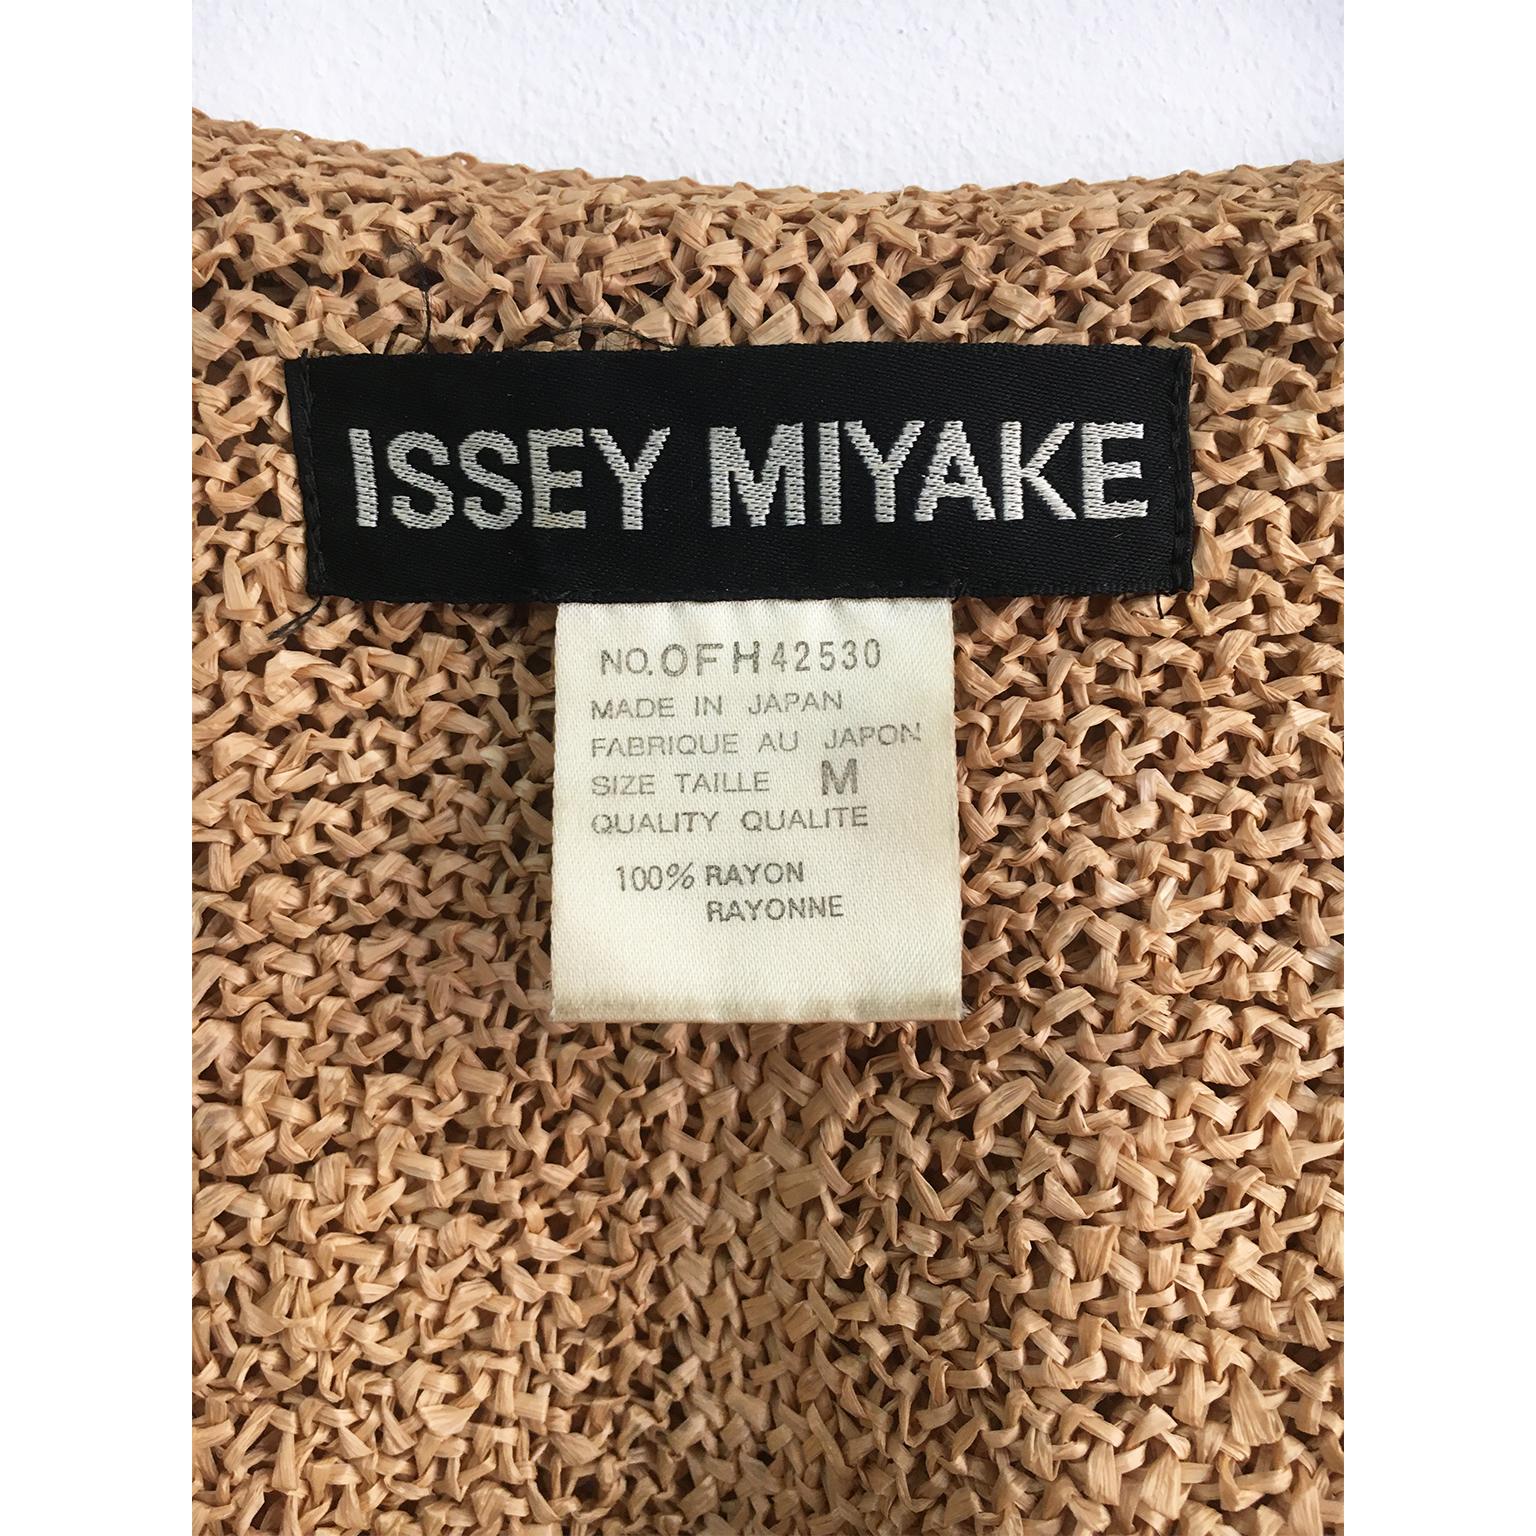 ISSEY MIYAKE
NO. OFH42530
MADE IN JAPAN
FABRIQUE AU JAPON
SIZE TAILLE M
QUALITY QUALITE
100% RAYON
RAYONNE